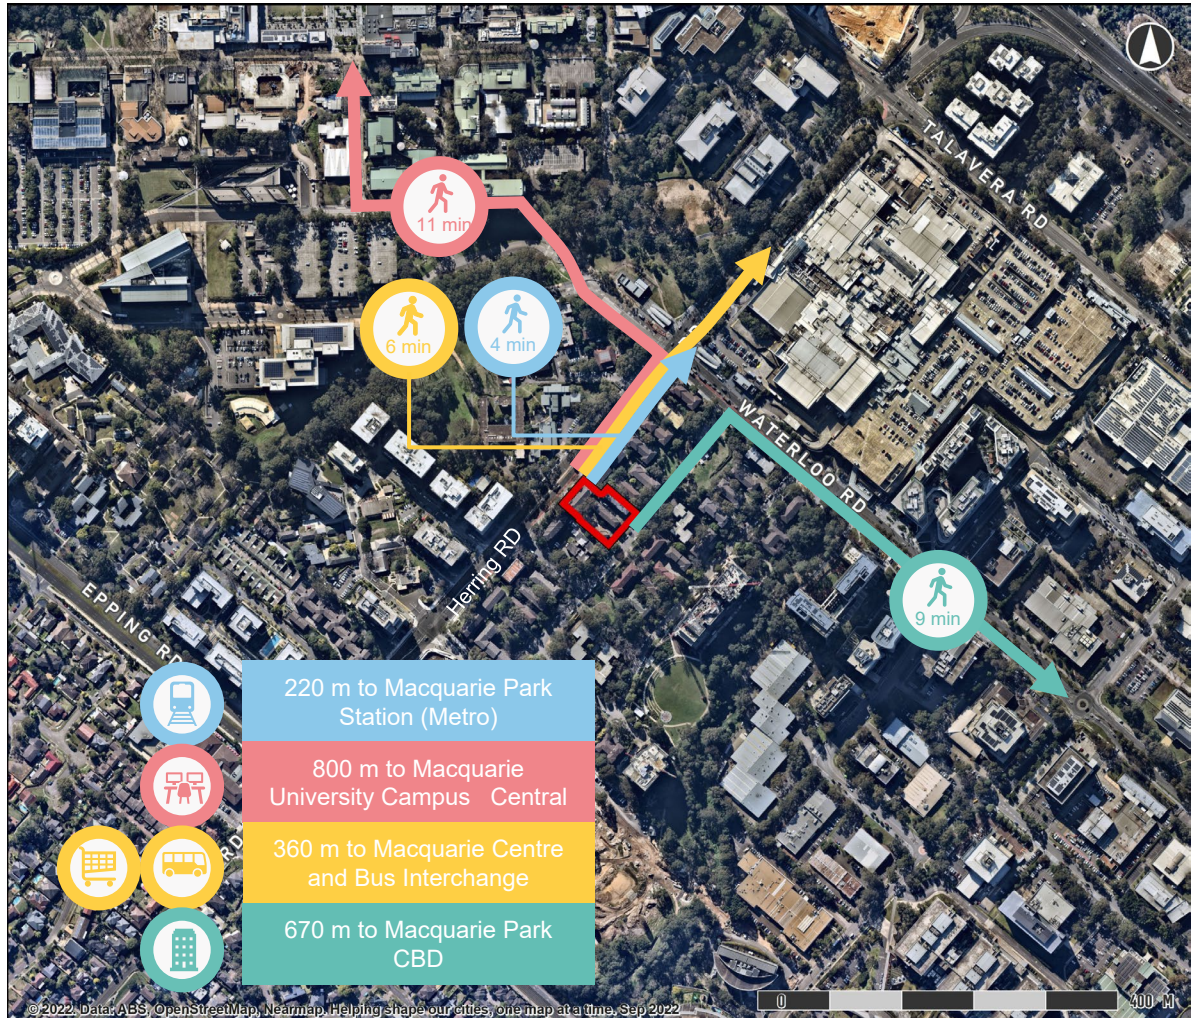 TALAVERA RD
11 min
6 min
4 min
WATERLOO RD
Herring RD
9 min
EPPING RD
220 m to Macquarie Park
Station (Metro)
800 m to Macquarie
University Campus Central
RD
360 m to Macquarie Centre
and Bus Interchange
670 m to Macquarie Park
CBD
© 2022. Data: ABS, OpenStreetMap, Nearmap. Helping shape our cities, one map at a time. Sep 2022
0 400 M